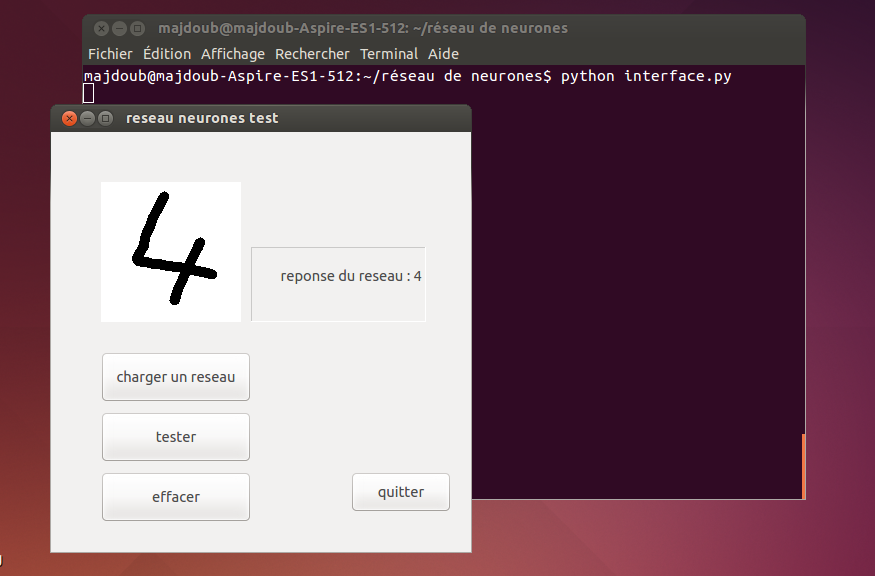 majdoub@majdoub-Aspire-ES1-512: ~/réseau de neurones
Fichier Édition Affichage Rechercher Terminal Aide
majdoub@majdoub-Aspire-ES1-512:~/réseau de neurones$ python interface.py
reseau neurones test
4
reponse du reseau : 4
charger un reseau
tester
effacer
quitter